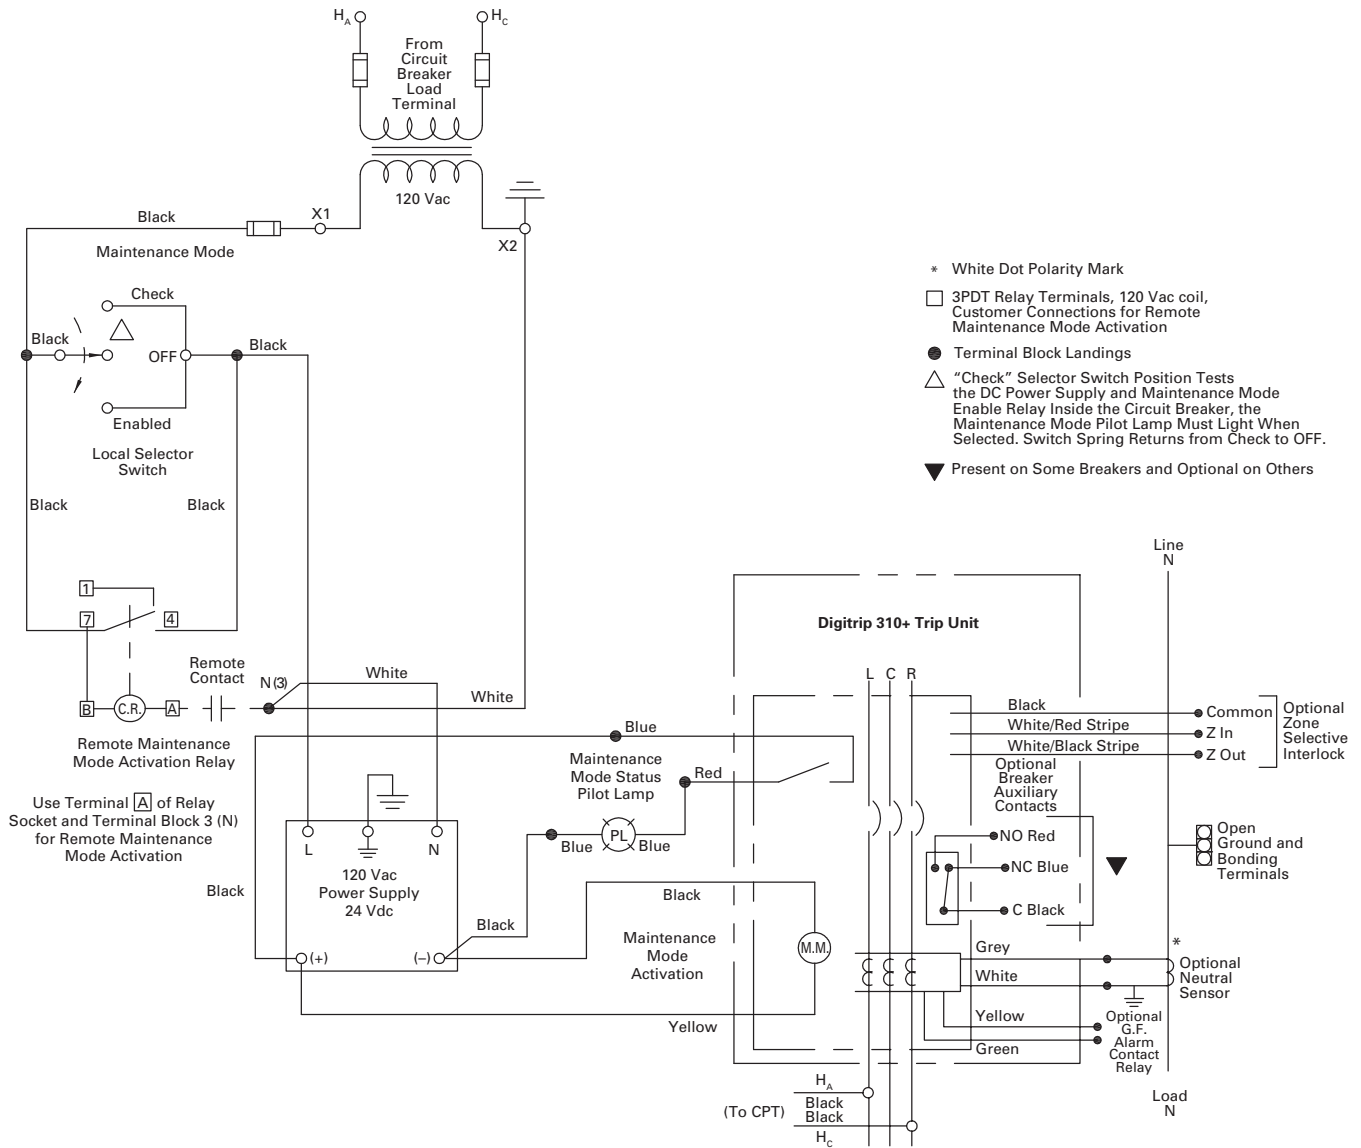 H_A
H_C
From
Circuit
Breaker
Load
Terminal
120 Vac
Black
X1
X2
Maintenance Mode
Check
Black
OFF
Black
Enabled
Local Selector
Switch
Black
Black
* White Dot Polarity Mark
3PDT Relay Terminals, 120 Vac coil,
Customer Connections for Remote
Maintenance Mode Activation
Terminal Block Landings
“Check” Selector Switch Position Tests
the DC Power Supply and Maintenance Mode
Enable Relay Inside the Circuit Breaker, the
Maintenance Mode Pilot Lamp Must Light When
Selected. Switch Spring Returns from Check to OFF.
Present on Some Breakers and Optional on Others
1
7
4
Remote
Contact
N (3)
White
White
B
C.R.
A
Remote Maintenance
Mode Activation Relay
Use Terminal A of Relay
Socket and Terminal Block 3 (N)
for Remote Maintenance
Mode Activation
L
N
120 Vac
Power Supply
24 Vdc
(+)
(–)
Black
Black
Blue
Maintenance
Mode Status
Pilot Lamp
Red
Blue
PL
Blue
Black
Maintenance
Mode
Activation
M.M.
Yellow
Digitrip 310+ Trip Unit
L C R
Black
White/Red Stripe
White/Black Stripe
Common
Z In
Z Out
Optional
Zone
Selective
Interlock
Optional
Breaker
Auxiliary
Contacts
NO Red
NC Blue
C Black
Line
N
Open
Ground and
Bonding
Terminals
Grey
White
*
Optional
Neutral
Sensor
Yellow
Green
Optional
G.F.
Alarm
Contact
Relay
Load
N
H_A
Black
(To CPT)
Black
H_C